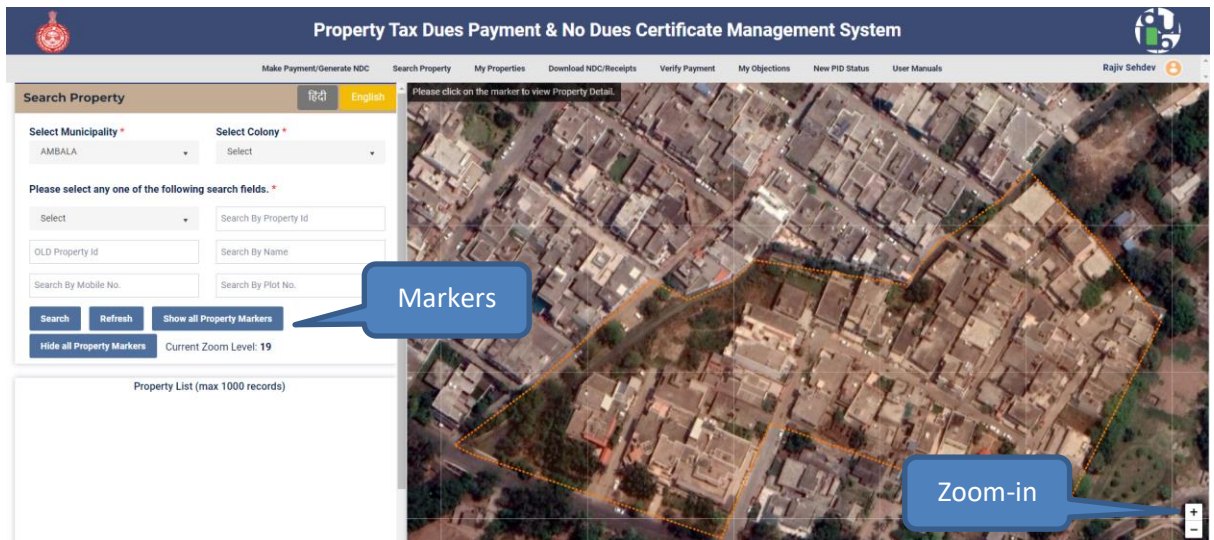 Property Tax Dues Payment & No Dues Certificate Management System
Make Payment/Generate NDC Search Property My Properties Download NDC/Receipts Verify Payment My Objections New PID Status User Manuals Rajiv Sehdev
Search Property हिंदी English
Please click on the marker to view Property Detail.
Select Municipality * Select Colony *
AMBALA Select
Please select any one of the following search fields. *
Select Search By Property Id
OLD Property Id Search By Name
Search By Mobile No. Search By Plot No.
Markers
Search Refresh Show all Property Markers
Hide all Property Markers Current Zoom Level: 19
Property List (max 1000 records)
Zoom-in
+
−